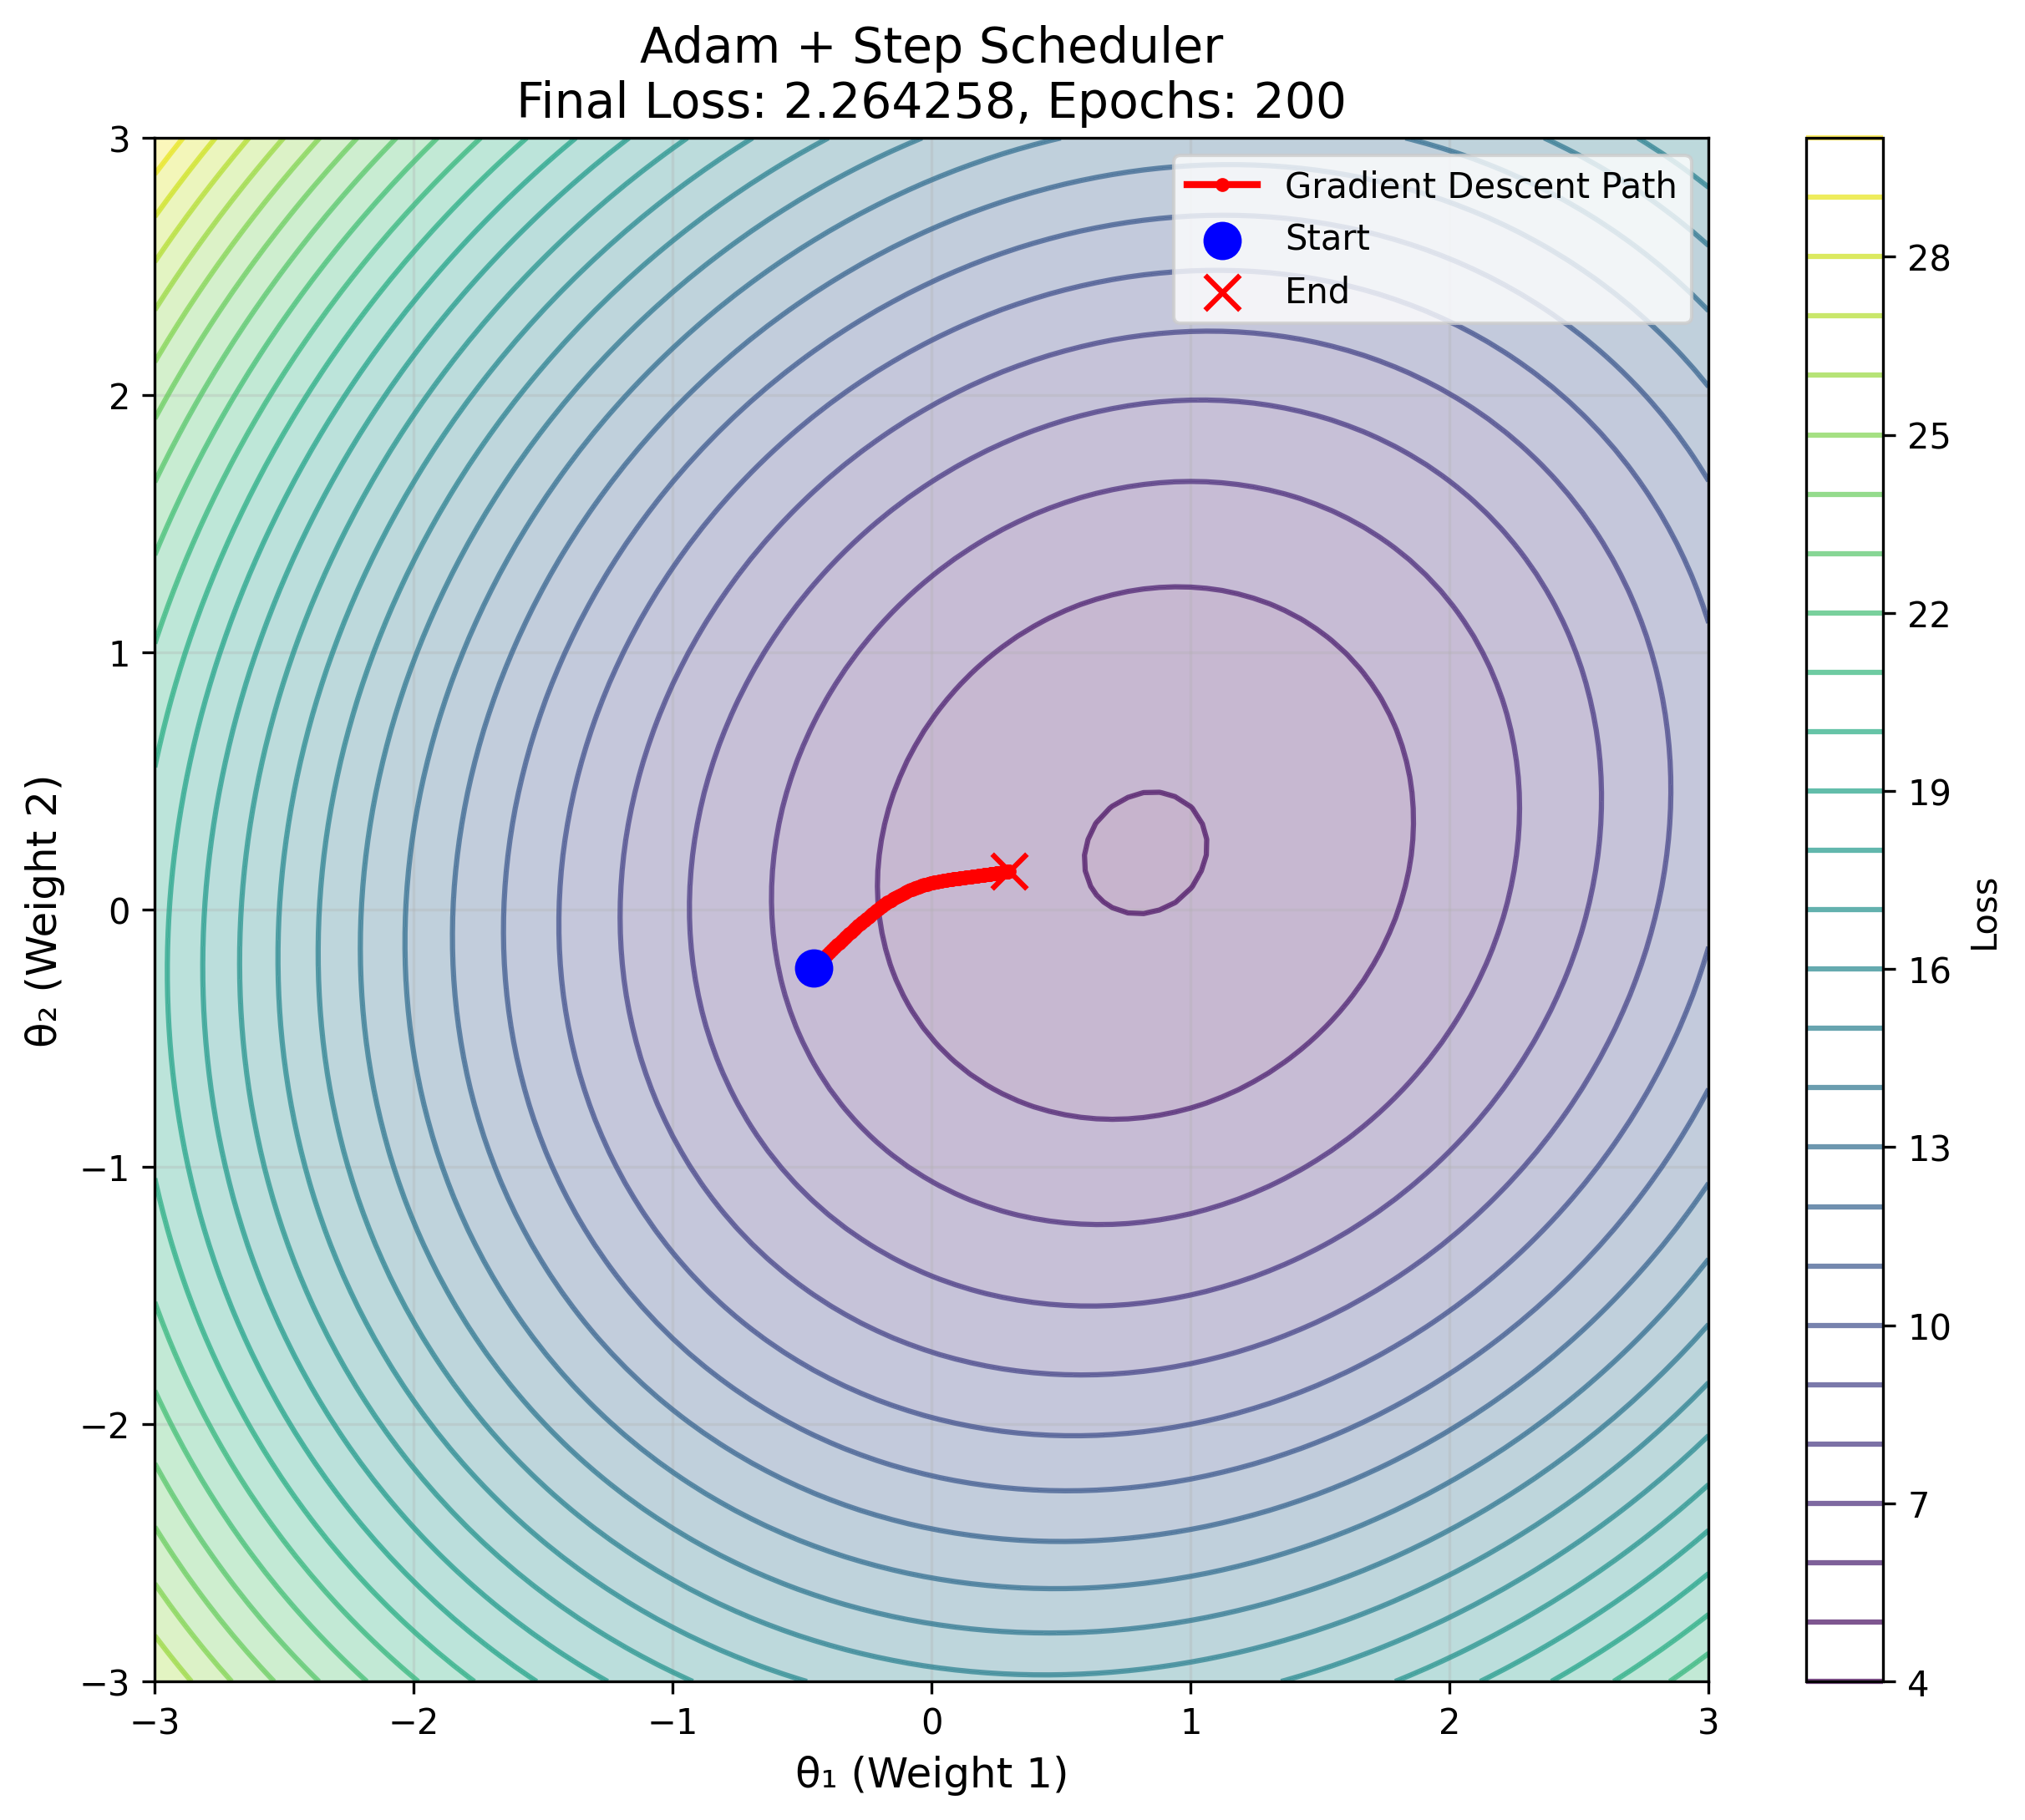 Adam + Step Scheduler
Final Loss: 2.264258, Epochs: 200
Gradient Descent Path
Start
End
3
2
1
0
−1
−2
−3
θ₂ (Weight 2)
−3
−2
−1
0
1
2
3
θ₁ (Weight 1)
28
25
22
19
16
13
10
7
4
Loss